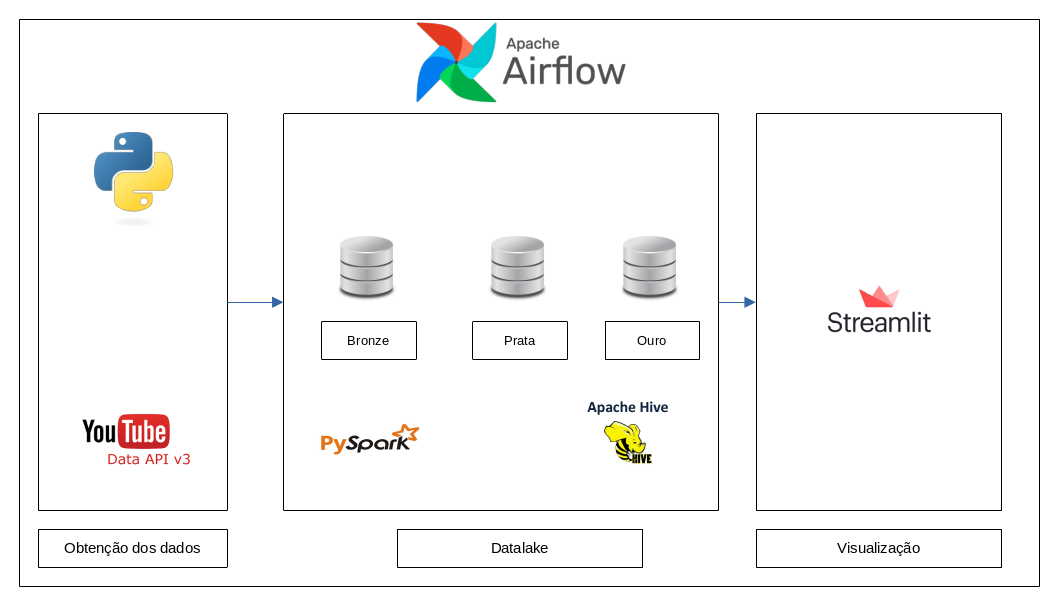 Apache
Airflow
Bronze
Prata
Ouro
Streamlit
YouTube
Data API v3
PySpark
Apache Hive
HIVE
Obtenção dos dados
Datalake
Visualização